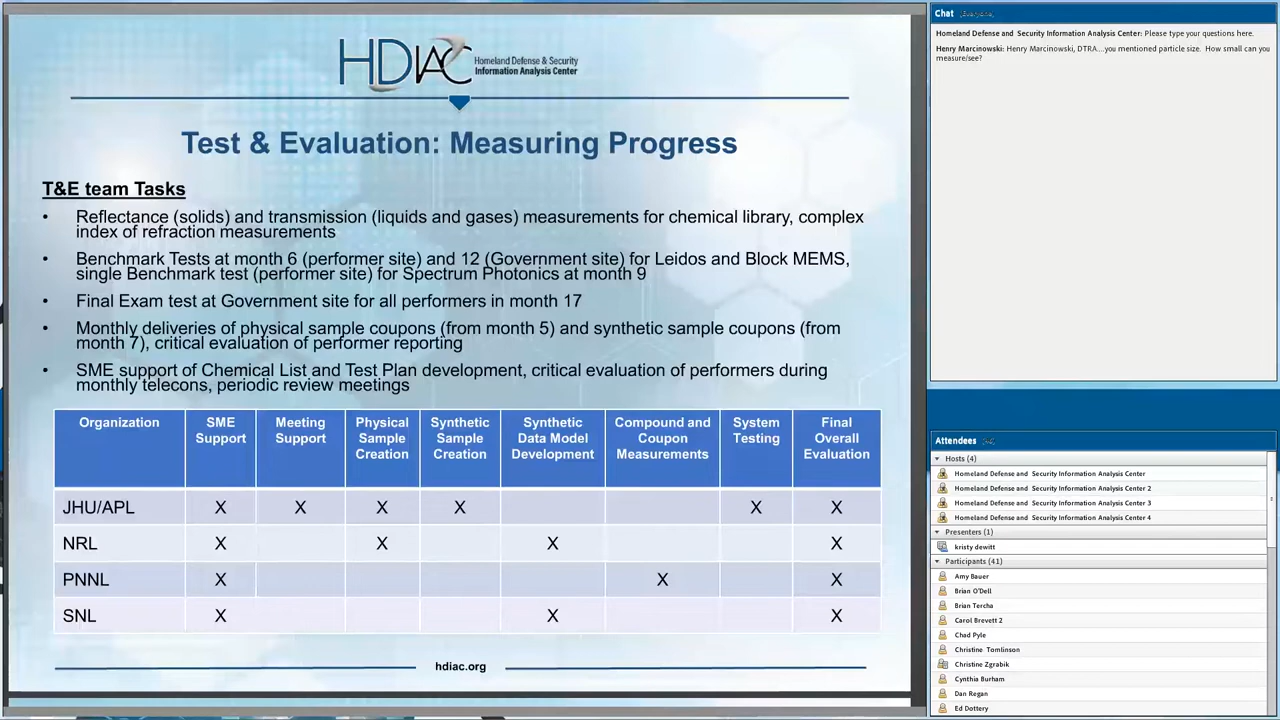 HDIAC Homeland Defense & Security
Information Analysis Center
Test & Evaluation: Measuring Progress
T&E team Tasks
• Reflectance (solids) and transmission (liquids and gases) measurements for chemical library, complex
index of refraction measurements
• Benchmark Tests at month 6 (performer site) and 12 (Government site) for Leidos and Block MEMS,
single Benchmark test (performer site) for Spectrum Photonics at month 9
• Final Exam test at Government site for all performers in month 17
• Monthly deliveries of physical sample coupons (from month 5) and synthetic sample coupons (from
month 7), critical evaluation of performer reporting
• SME support of Chemical List and Test Plan development, critical evaluation of performers during
monthly telecons, periodic review meetings
Organization SME Meeting Physical Synthetic Synthetic Compound and System Final
Support Support Sample Sample Data Model Coupon Testing Overall
Creation Creation Development Measurements Evaluation
JHU/APL X X X X X X
NRL X X X X
PNNL X X X
SNL X X X
hdiac.org
Chat (Everyone)
Homeland Defense and Security Information Analysis Center: Please type your questions here.
Henry Marcinowski: Henry Marcinowski, DTRA...you mentioned particle size. How small can you
measure/see?
Attendees
Hosts (4)
Homeland Defense and Security Information Analysis Center
Homeland Defense and Security Information Analysis Center 2
Homeland Defense and Security Information Analysis Center 3
Homeland Defense and Security Information Analysis Center 4
Presenters (1)
kristy dewitt
Participants (41)
Amy Bauer
Brian O'Dell
Brian Tercha
Carol Brevett 2
Chad Pyle
Christine Tomlinson
Christine Zgrabik
Cynthia Burham
Dan Regan
Ed Dottery